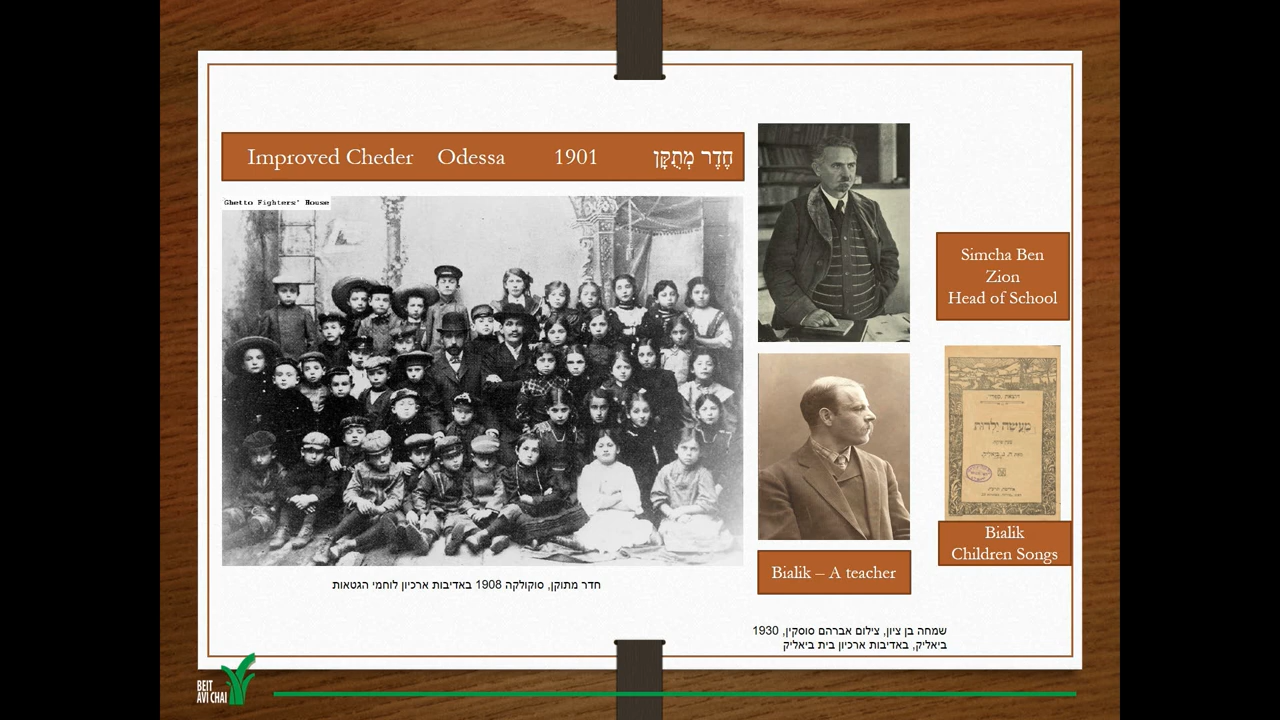 Improved Cheder Odessa 1901 חֶדֶר מְתֻקָּן
Ghetto Fighters' House
Simcha Ben
Zion
Head of School
Bialik
Children Songs
Bialik – A teacher
חדר מתוקן, סוקולקה 1908 באדיבות ארכיון לוחמי הגטאות
שמחה בן ציון, צילום אברהם סוסקין, 1930
ביאליק, באדיבות ארכיון בית ביאליק
BEIT
AVI CHAI